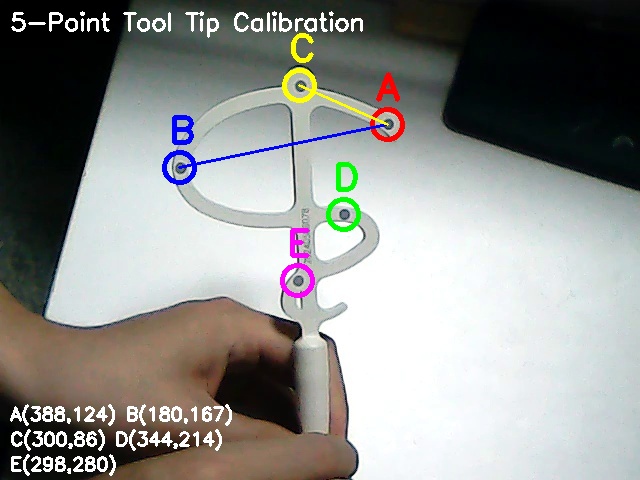 5-Point Tool Tip Calibration
C
A
B
D
E
A(388,124) B(180,167)
C(300,86) D(344,214)
E(298,280)